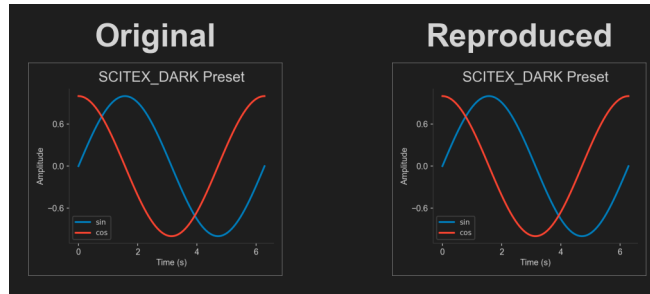 Original
SCITEX_DARK Preset
Amplitude
0.6
0.0
−0.6
sin
cos
0
2
4
6
Time (s)
Reproduced
SCITEX_DARK Preset
Amplitude
0.6
0.0
−0.6
sin
cos
0
2
4
6
Time (s)